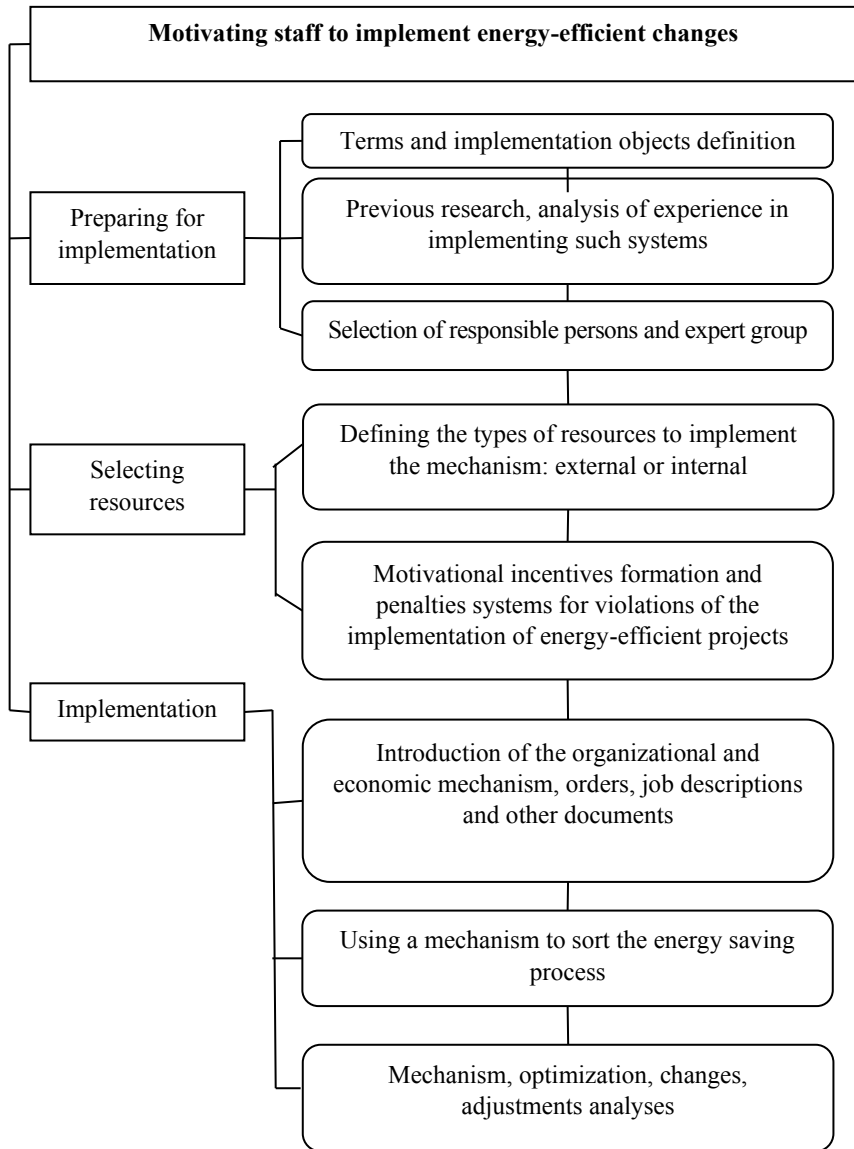 Motivating staff to implement energy-efficient changes
Terms and implementation objects definition
Preparing for
implementation
Previous research, analysis of experience in
implementing such systems
Selection of responsible persons and expert group
Selecting
resources
Defining the types of resources to implement
the mechanism: external or internal
Motivational incentives formation and
penalties systems for violations of the
implementation of energy-efficient projects
Implementation
Introduction of the organizational and
economic mechanism, orders, job descriptions
and other documents
Using a mechanism to sort the energy saving
process
Mechanism, optimization, changes,
adjustments analyses